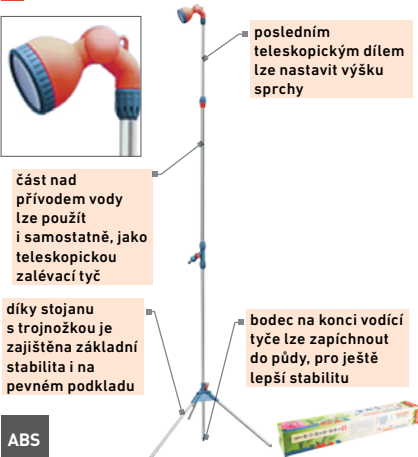 posledním
teleskopickým dílem
lze nastavit výšku
sprchy
část nad
přívodem vody
lze použít
i samostatně, jako
teleskopickou
zalévací tyč
díky stojanu
s trojnožkou je
zajištěna základní
stabilita i na
pevném podkladu
bodec na konci vodící
tyče lze zapíchnout
do půdy, pro ještě
lepší stabilitu
ABS